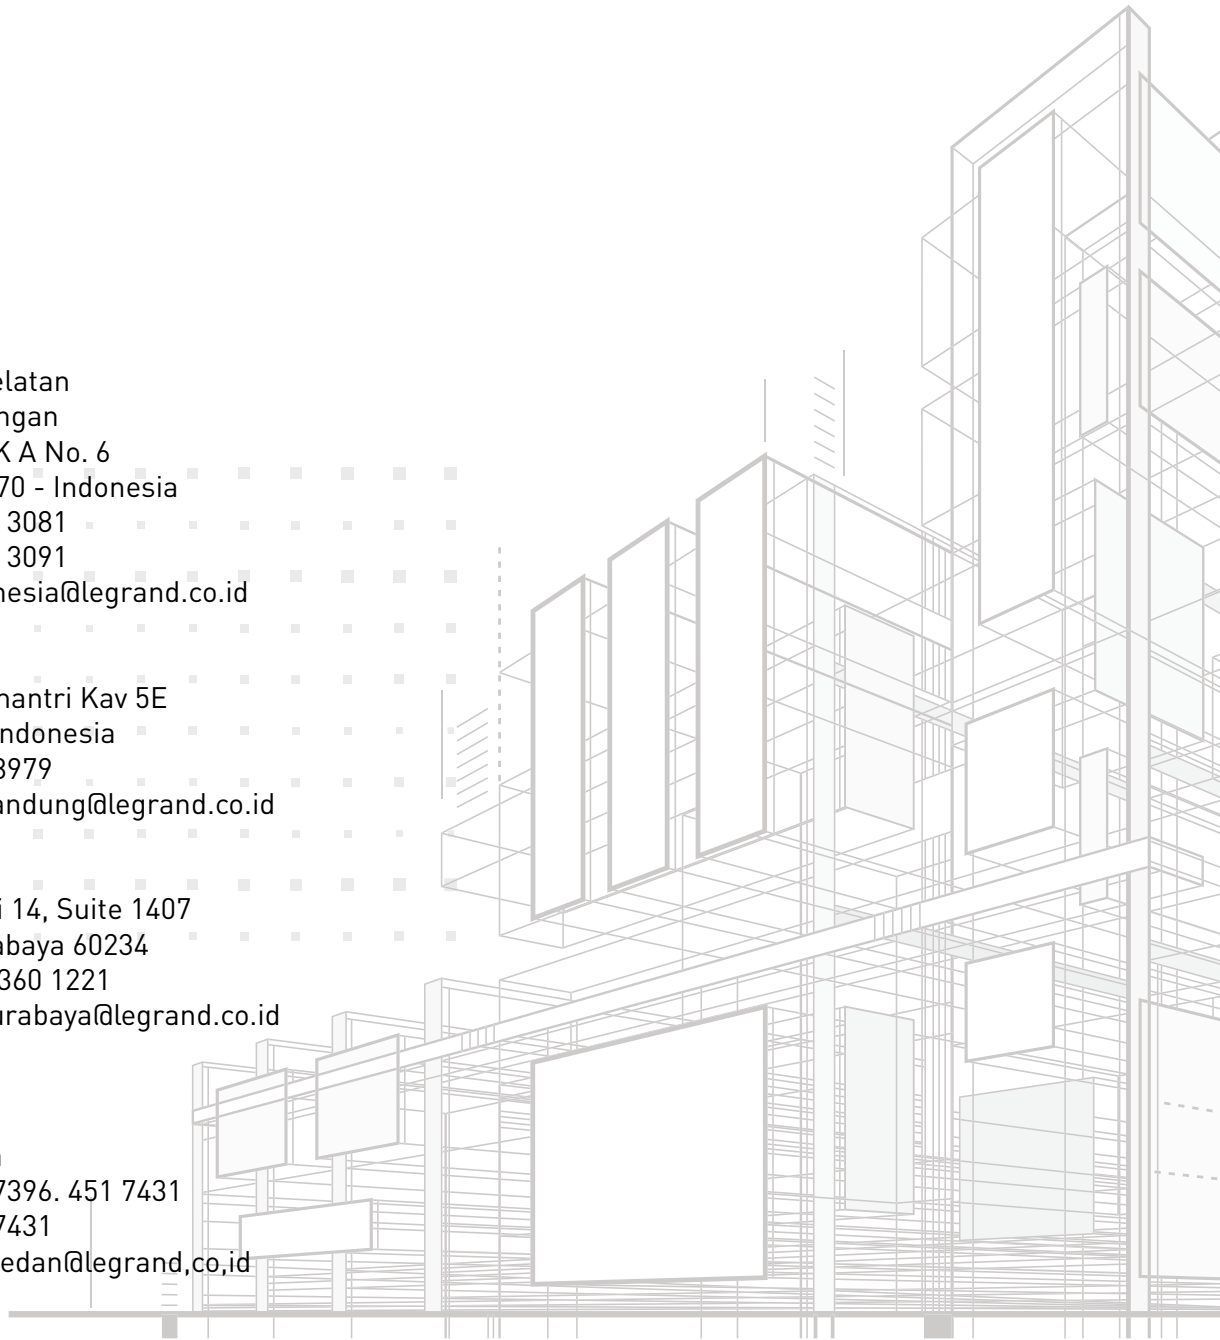 elatan
ngan
K A No. 6
70 - Indonesia
3081
3091
nesia@legrand.co.id
mantri Kav 5E
ndonesia
3979
andung@legrand.co.id
i 14, Suite 1407
abaya 60234
360 1221
urabaya@legrand.co.id
7396. 451 7431
7431
edan@legrand,co,id